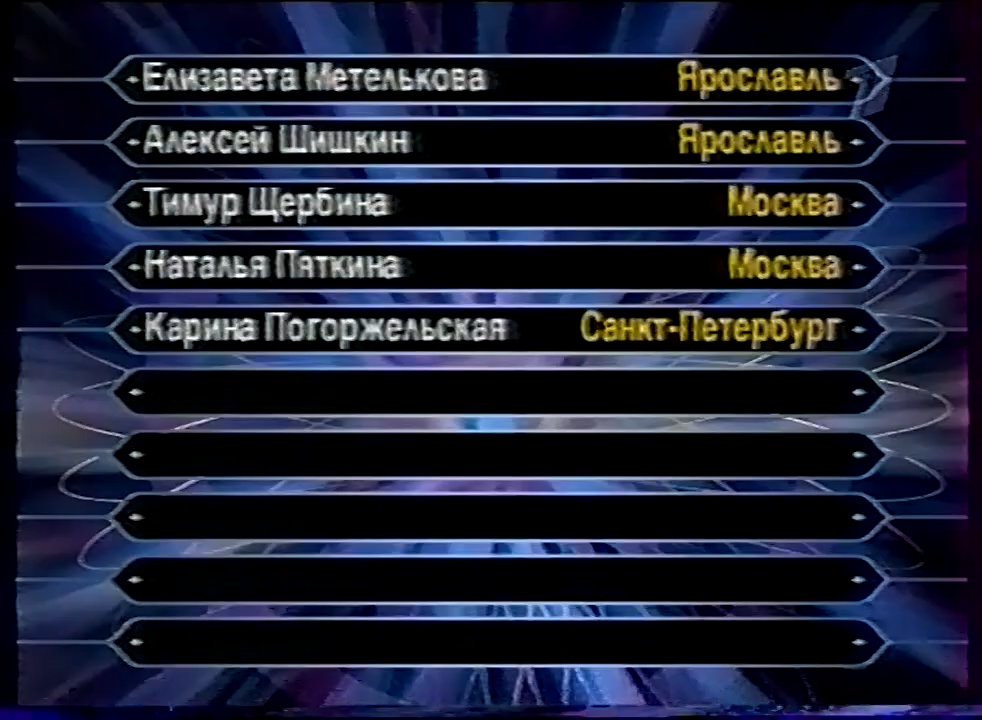 Елизавета Метелькова Ярославль
Алексей Шишкин Ярославль
Тимур Щербина Москва
Наталья Пяткина Москва
Карина Погоржельская Санкт-Петербург